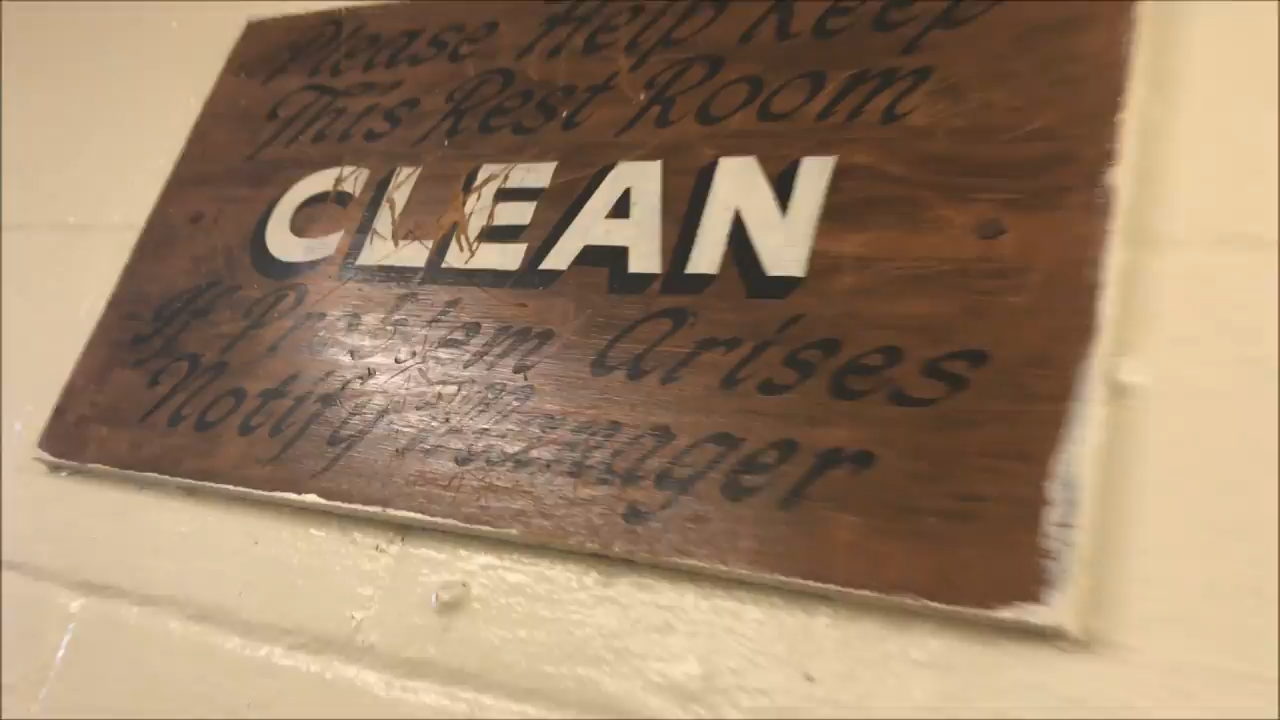 Please Help Keep
This Rest Room
CLEAN
If Problem Arises
Notify Manager